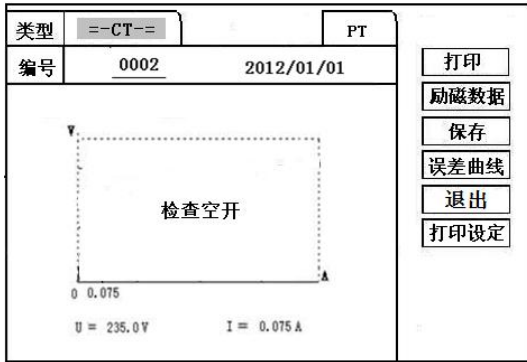 类型 =-CT-= PT
编号 0002 2012/01/01
V
检查空开
A
0 0.075
U = 235.0V I = 0.075A
打印
励磁数据
保存
误差曲线
退出
打印设定